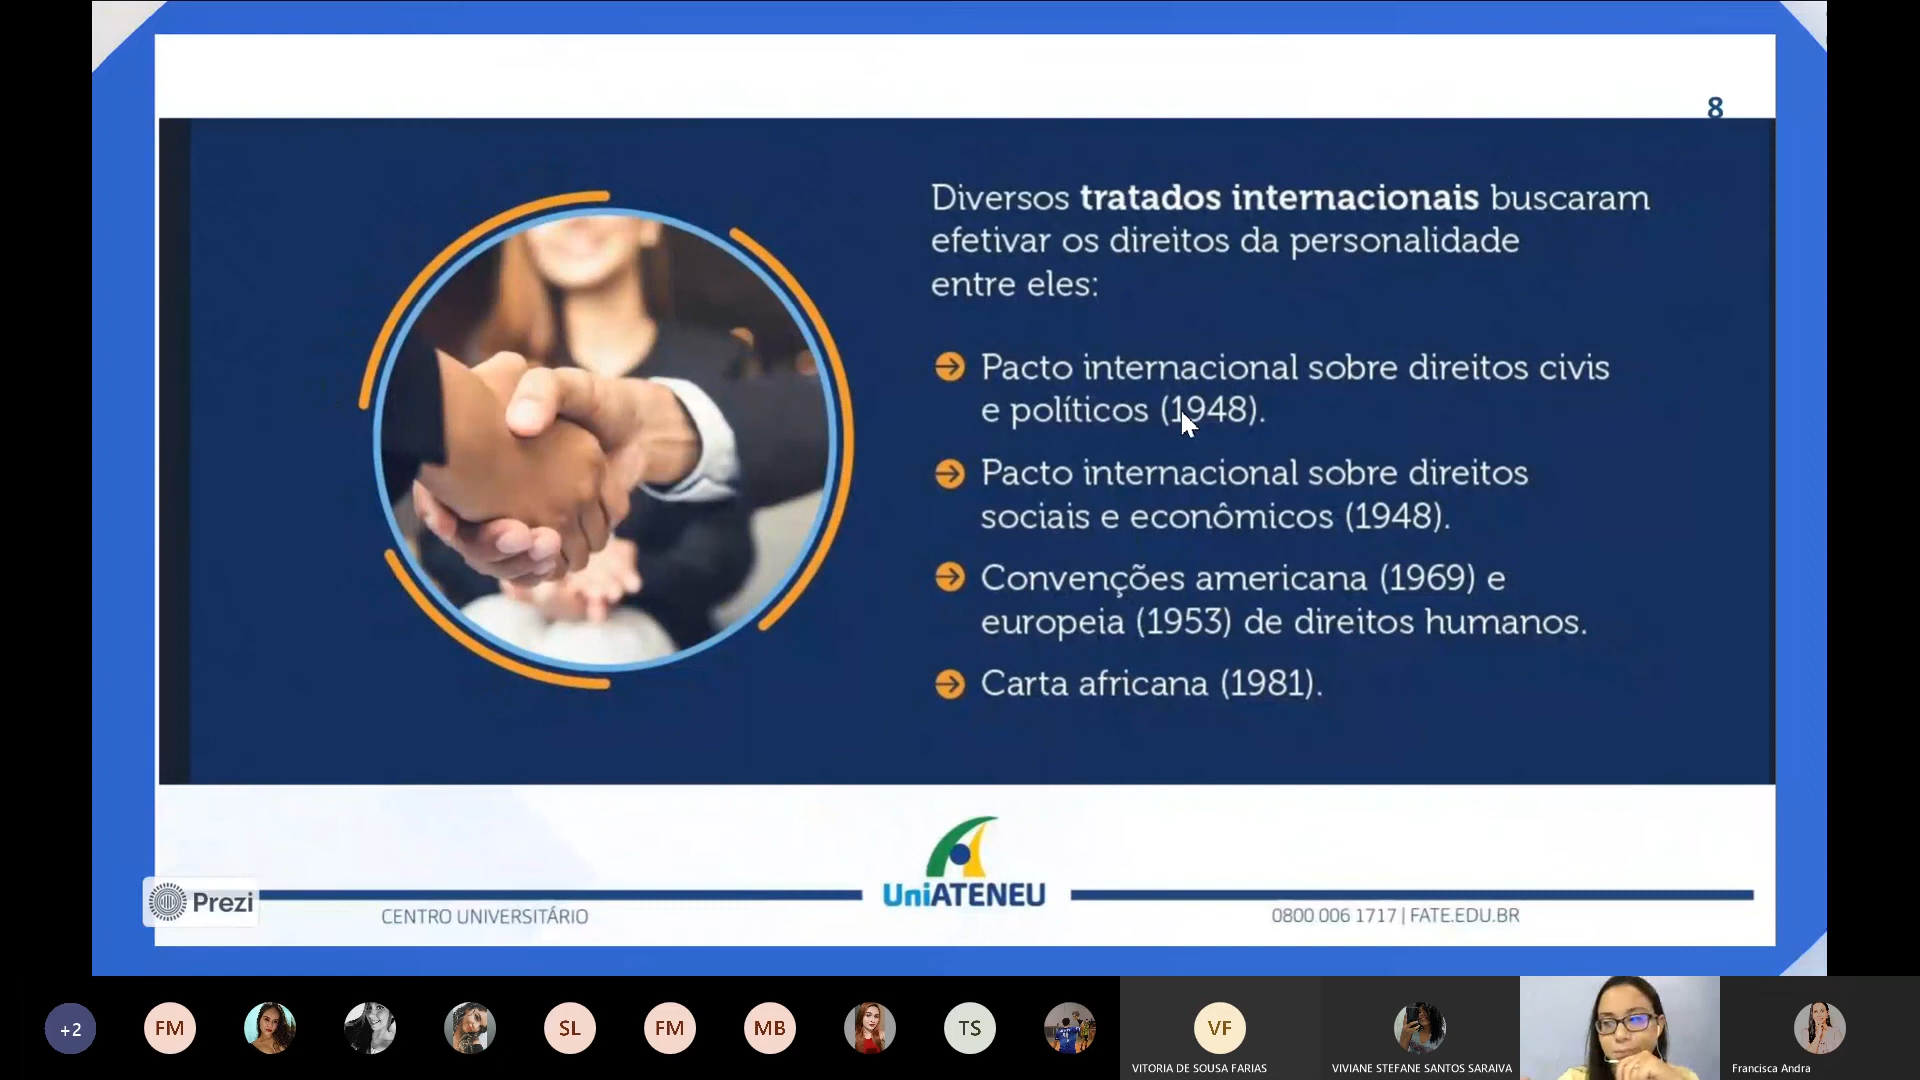 8
Diversos tratados internacionais buscaram
efetivar os direitos da personalidade
entre eles:
Pacto internacional sobre direitos civis
e políticos (1948).
Pacto internacional sobre direitos
sociais e econômicos (1948).
Convenções americana (1969) e
europeia (1953) de direitos humanos.
Carta africana (1981).
Prezi
CENTRO UNIVERSITÁRIO
UniATENEU
0800 006 1717 | FATE.EDU.BR
+2
FM
SL
FM
MB
TS
VF
VITORIA DE SOUSA FARIAS
VIVIANE STEFANE SANTOS SARAIVA
Francisca Andra